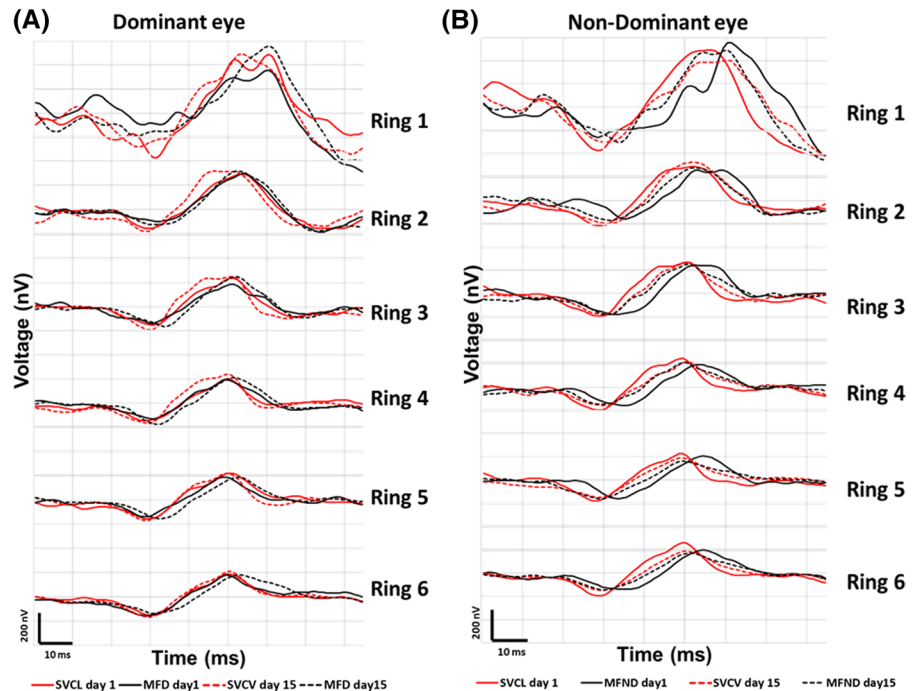 (A) Dominant eye
Ring 1
Ring 2
Ring 3
Ring 4
Ring 5
Ring 6
Voltage (nV)
200 nV
10 ms
Time (ms)
SVCL day 1 MFD day1 SVCV day 15 MFD day15
(B) Non-Dominant eye
Ring 1
Ring 2
Ring 3
Ring 4
Ring 5
Ring 6
Voltage (nV)
200 nV
10 ms
Time (ms)
SVCL day 1 MFND day1 SVCV day 15 MFND day15